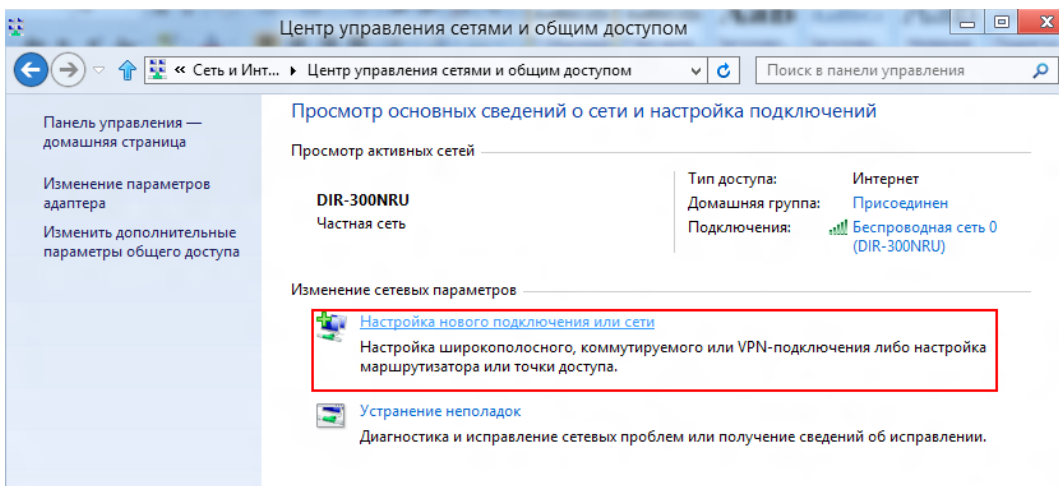 Центр управления сетями и общим доступом
« Сеть и Инт... ▸ Центр управления сетями и общим доступом
Поиск в панели управления
Панель управления —
домашняя страница
Изменение параметров
адаптера
Изменить дополнительные
параметры общего доступа
Просмотр основных сведений о сети и настройка подключений
Просмотр активных сетей
DIR-300NRU
Частная сеть
Тип доступа: Интернет
Домашняя группа: Присоединен
Подключения: Беспроводная сеть 0
(DIR-300NRU)
Изменение сетевых параметров
Настройка нового подключения или сети
Настройка широкополосного, коммутируемого или VPN-подключения либо настройка
маршрутизатора или точки доступа.
Устранение неполадок
Диагностика и исправление сетевых проблем или получение сведений об исправлении.